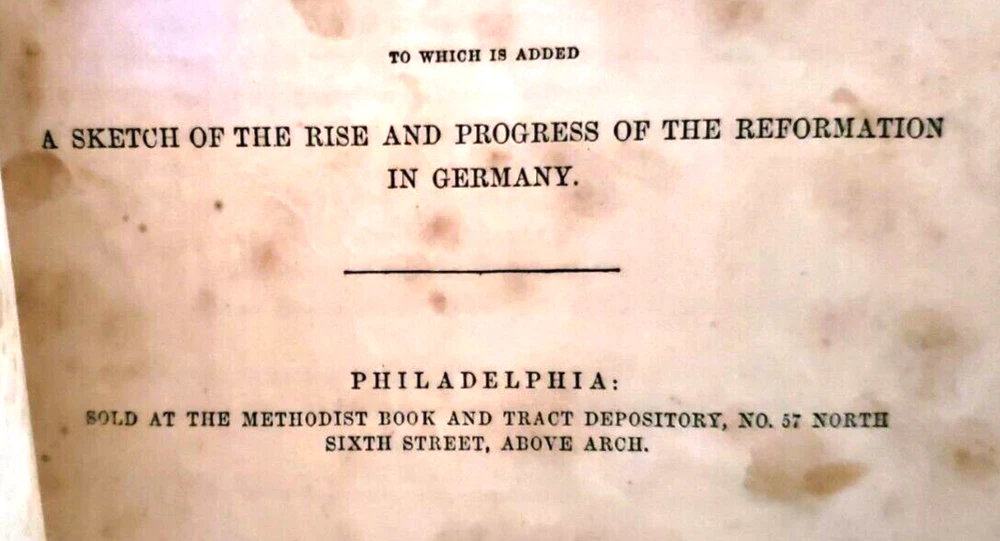 TO WHICH IS ADDED
A SKETCH OF THE RISE AND PROGRESS OF THE REFORMATION
IN GERMANY.
PHILADELPHIA:
SOLD AT THE METHODIST BOOK AND TRACT DEPOSITORY, NO. 57 NORTH
SIXTH STREET, ABOVE ARCH.